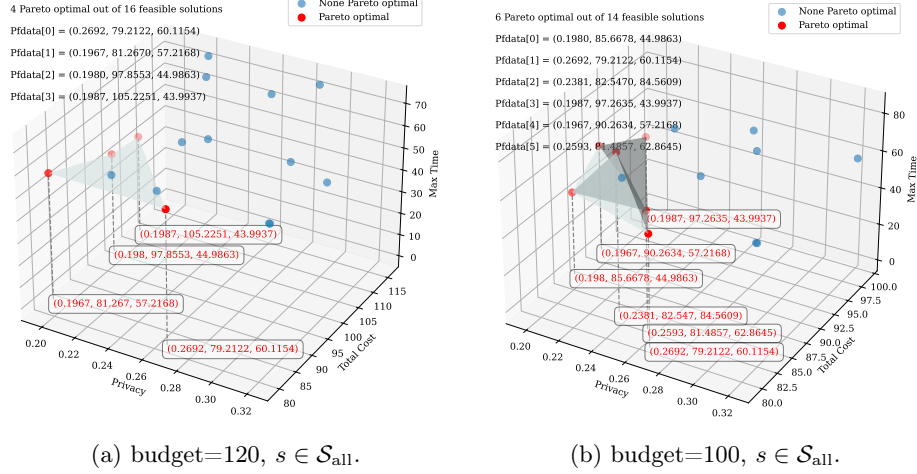 4 Pareto optimal out of 16 feasible solutions
None Pareto optimal
Pareto optimal
Pfdata[0] = (0.2692, 79.2122, 60.1154)
Pfdata[1] = (0.1967, 81.2670, 57.2168)
Pfdata[2] = (0.1980, 97.8553, 44.9863)
Pfdata[3] = (0.1987, 105.2251, 43.9937)
70
60
50
40
30
20
10
0
Max Time
(0.1987, 105.2251, 43.9937)
(0.198, 97.8553, 44.9863)
(0.1967, 81.267, 57.2168)
(0.2692, 79.2122, 60.1154)
115
110
105
100
95
90
85
80
Total Cost
0.20
0.22
0.24
0.26
0.28
0.30
0.32
Privacy
(a) budget=120, s ∈ 𝒮all.
6 Pareto optimal out of 14 feasible solutions
None Pareto optimal
Pareto optimal
Pfdata[0] = (0.1980, 85.6678, 44.9863)
Pfdata[1] = (0.2692, 79.2122, 60.1154)
Pfdata[2] = (0.2381, 82.5470, 84.5609)
Pfdata[3] = (0.1987, 97.2635, 43.9937)
Pfdata[4] = (0.1967, 90.2634, 57.2168)
Pfdata[5] = (0.2593, 81.4857, 62.8645)
80
60
40
20
0
Max Time
(0.1987, 97.2635, 43.9937)
(0.1967, 90.2634, 57.2168)
(0.198, 85.6678, 44.9863)
(0.2381, 82.547, 84.5609)
(0.2593, 81.4857, 62.8645)
(0.2692, 79.2122, 60.1154)
100.0
97.5
95.0
92.5
90.0
87.5
85.0
82.5
80.0
Total Cost
0.20
0.22
0.24
0.26
0.28
0.30
0.32
Privacy
(b) budget=100, s ∈ 𝒮all.